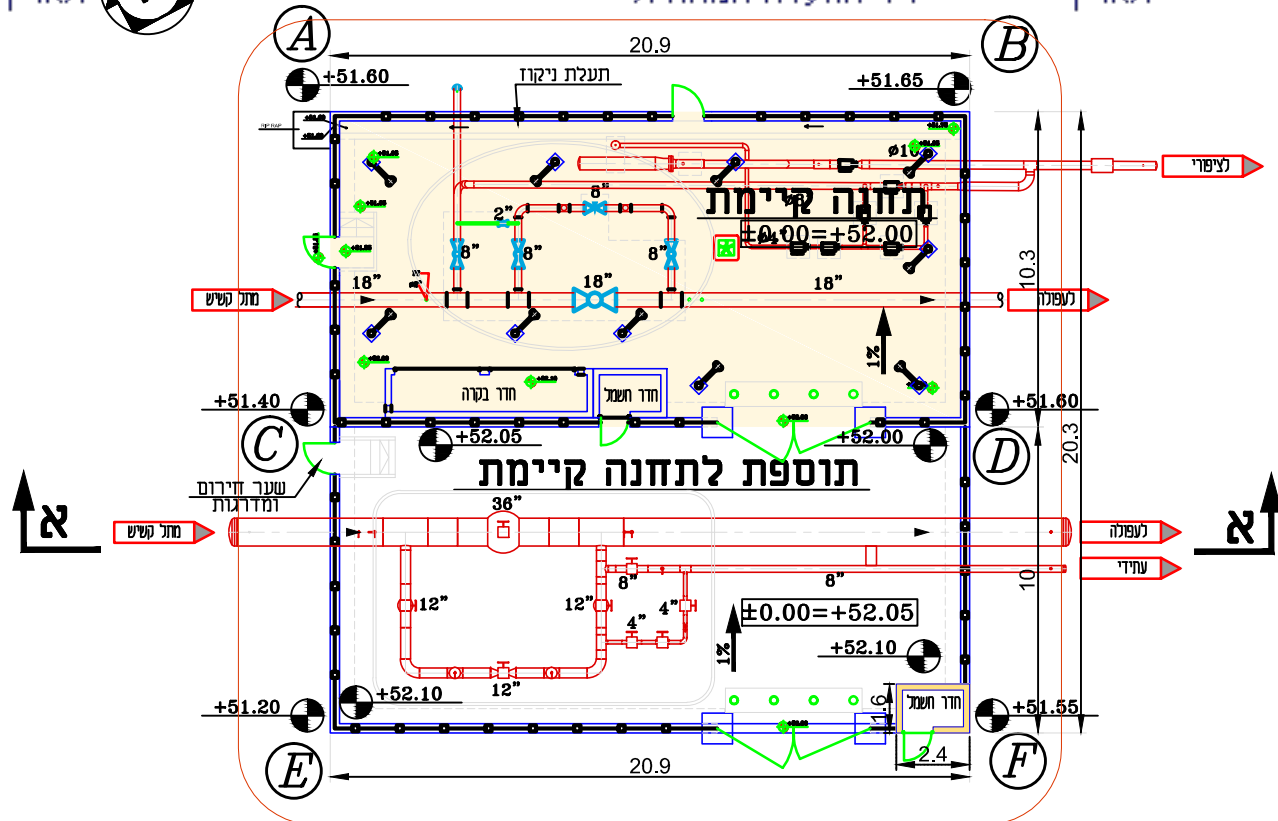 A
B
20.9
+51.60
תעלת ניקוז
+51.65
RIP RAP
ø10
לציפורי
8”
2”
תחנה קיימת
±0.00=+52.00
8”
8”
8”
18”
18”
18”
מתל קשיש
לעפולה
10.3
1%
חדר בקרה
חדר חשמל
+51.40
+51.60
C
+52.05
+52.00
D
20.3
תוספת לתחנה קיימת
שער חירום
ומדרגות
36”
א
א
מתל קשיש
לעפולה
עתידי
8”
8”
10
12”
12”
4”
4”
±0.00=+52.05
1%
+52.10
12”
+52.10
1.6
חדר חשמל
+51.20
+51.55
2.4
E
20.9
F